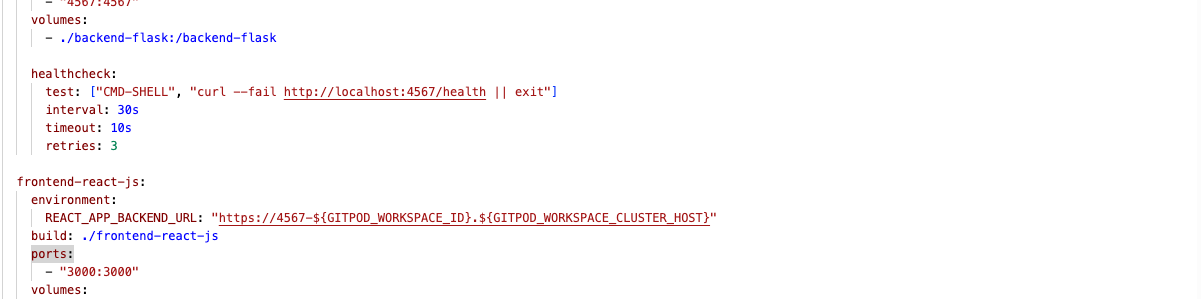 - "4567:4567"
volumes:
- ./backend-flask:/backend-flask
healthcheck:
test: ["CMD-SHELL", "curl --fail http://localhost:4567/health || exit"]
interval: 30s
timeout: 10s
retries: 3
frontend-react-js:
environment:
REACT_APP_BACKEND_URL: "https://4567-${GITPOD_WORKSPACE_ID}.${GITPOD_WORKSPACE_CLUSTER_HOST}"
build: ./frontend-react-js
ports:
- "3000:3000"
volumes: